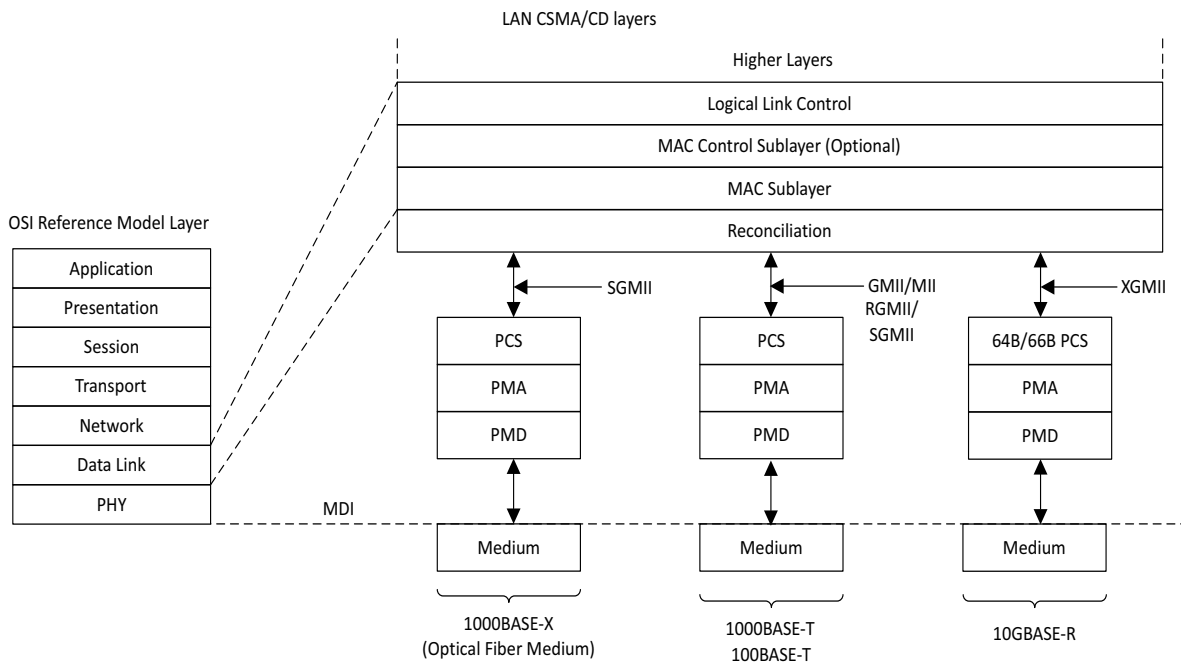 LAN CSMA/CD layers
Higher Layers
Logical Link Control
MAC Control Sublayer (Optional)
MAC Sublayer
Reconciliation
OSI Reference Model Layer
Application
Presentation
Session
Transport
Network
Data Link
PHY
MDI
SGMII
PCS
PMA
PMD
Medium
1000BASE-X
(Optical Fiber Medium)
GMII/MII
RGMII/
SGMII
PCS
PMA
PMD
Medium
1000BASE-T
100BASE-T
XGMII
64B/66B PCS
PMA
PMD
Medium
10GBASE-R